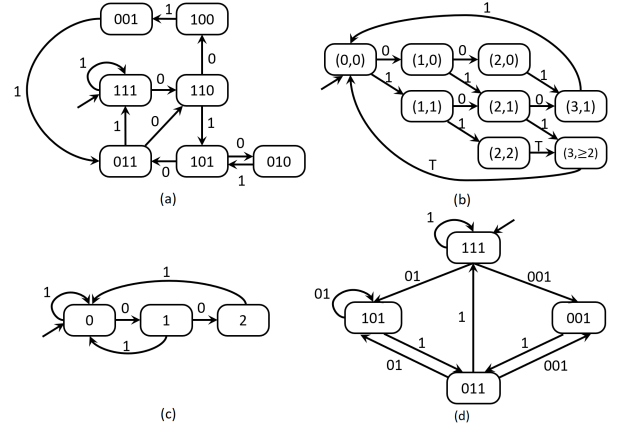 001 1 100
1 0
1 111 0 110
1 0 1
011 0 101 0 1 010
(a)
1
(0,0) 0 (1,0) 0 (2,0)
1 1 1
(1,1) 0 (2,1) 0 (3,1)
1 1
(2,2) T (3,≥2)
T
(b)
1
1
0 0 1 0 2
1
(c)
1
111
01 001
01
101 1 001
1 1
01 001
011
(d)